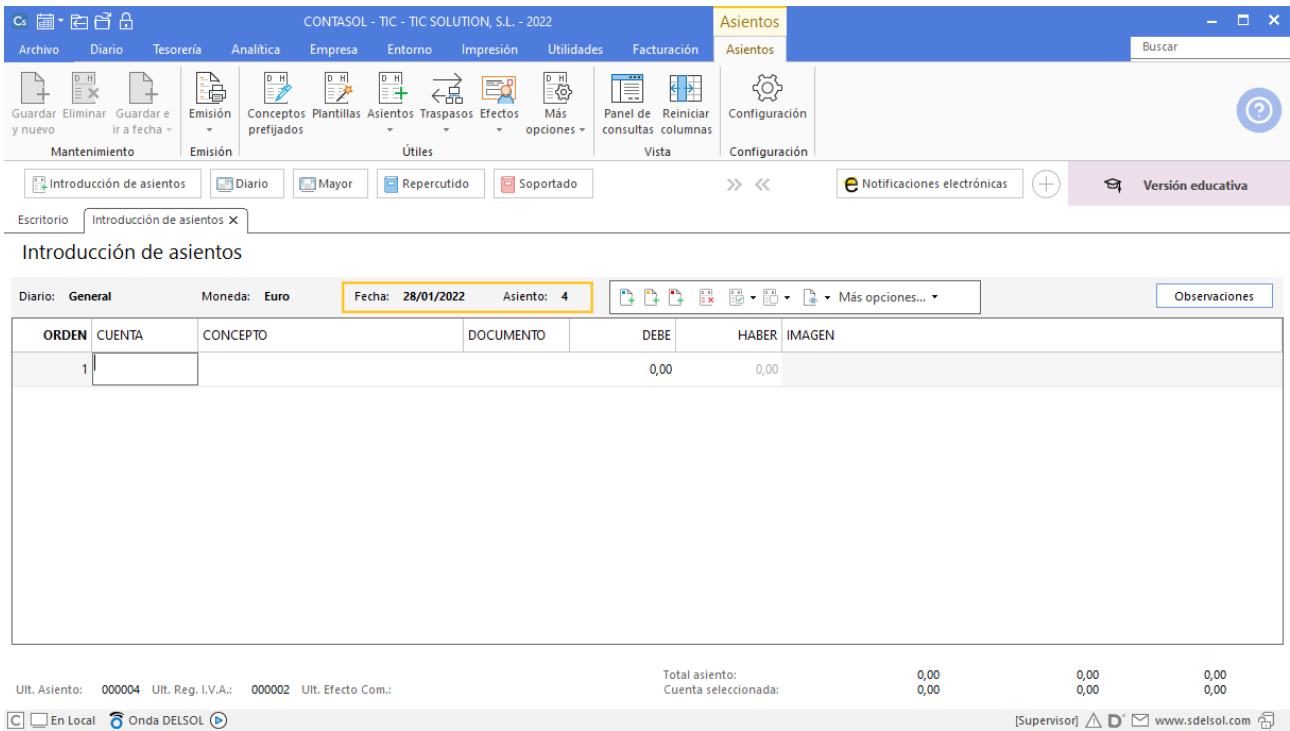 Cs CONTASOL - TIC - TIC SOLUTION, S.L. - 2022 Asientos
Archivo Diario Tesorería Analítica Empresa Entorno Impresión Utilidades Facturación Asientos Buscar
D H D H D H D H D H
Guardar Eliminar Guardar e Emisión Conceptos Plantillas Asientos Traspasos Efectos Más Panel de Reiniciar Configuración
y nuevo ir a fecha prefijados opciones consultas columnas
Mantenimiento Emisión Útiles Vista Configuración
Introducción de asientos Diario Mayor Repercutido Soportado Notificaciones electrónicas Versión educativa
Escritorio Introducción de asientos X
Introducción de asientos
Diario: General Moneda: Euro Fecha: 28/01/2022 Asiento: 4 Más opciones... Observaciones
ORDEN CUENTA CONCEPTO DOCUMENTO DEBE HABER IMAGEN
1 0,00 0,00
Total asiento: 0,00 0,00 0,00
Ult. Asiento: 000004 Ult. Reg. I.V.A.: 000002 Ult. Efecto Com.: Cuenta seleccionada: 0,00 0,00 0,00
C En Local Onda DELSOL [Supervisor] D www.sdelsol.com